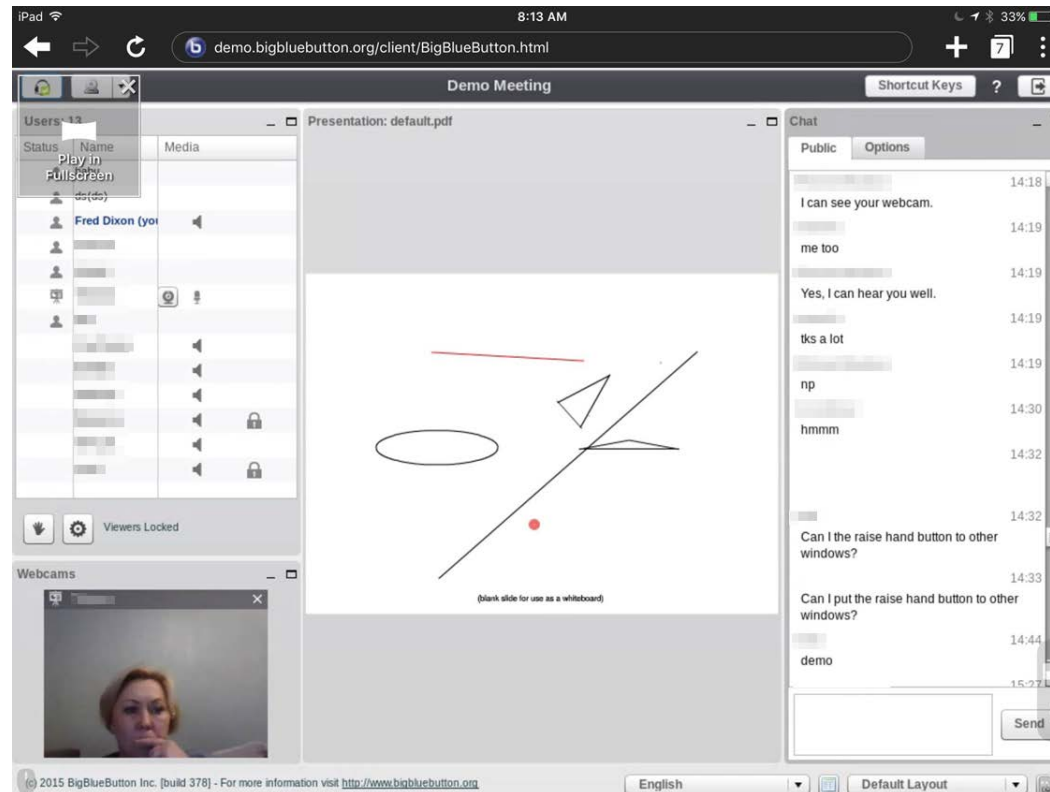 iPad
8:13 AM
33%
demo.bigbluebutton.org/client/BigBlueButton.html
7
Demo Meeting
Shortcut Keys
?
Users: 13
Status Name Media
Play in
Fullscreen
ds(ds)
Fred Dixon (you
Viewers Locked
Webcams
Presentation: default.pdf
(blank slide for use as a whiteboard)
Chat
Public Options
14:18
I can see your webcam.
14:19
me too
14:19
Yes, I can hear you well.
14:19
tks a lot
14:19
np
14:30
hmmm
14:32
14:32
Can I the raise hand button to other
windows?
14:33
Can I put the raise hand button to other
windows?
14:44
demo
15:27
Send
(c) 2015 BigBlueButton Inc. [build 378] - For more information visit http://www.bigbluebutton.org
English
Default Layout